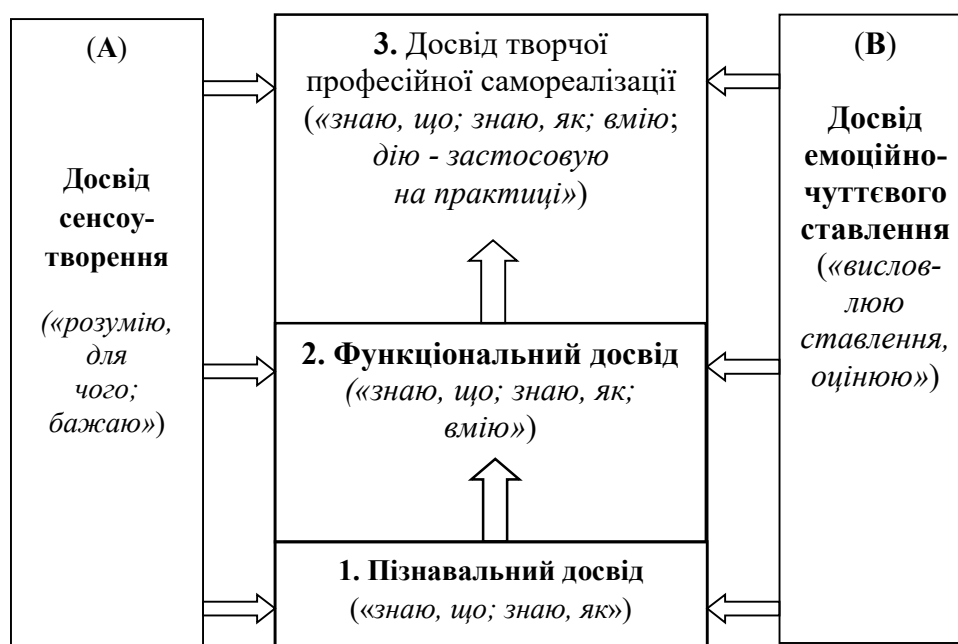 (А)
Досвід
сенсоу-
творення
(«розумію,
для
чого;
бажаю»)
3. Досвід творчої
професійної самореалізації
(«знаю, що; знаю, як; вмію;
дію - застосовую
на практиці»)
2. Функціональний досвід
(«знаю, що; знаю, як;
вмію»)
1. Пізнавальний досвід
(«знаю, що; знаю, як»)
(В)
Досвід
емоційно-
чуттєвого
ставлення
(«вислов-
люю
ставлення,
оцінюю»)